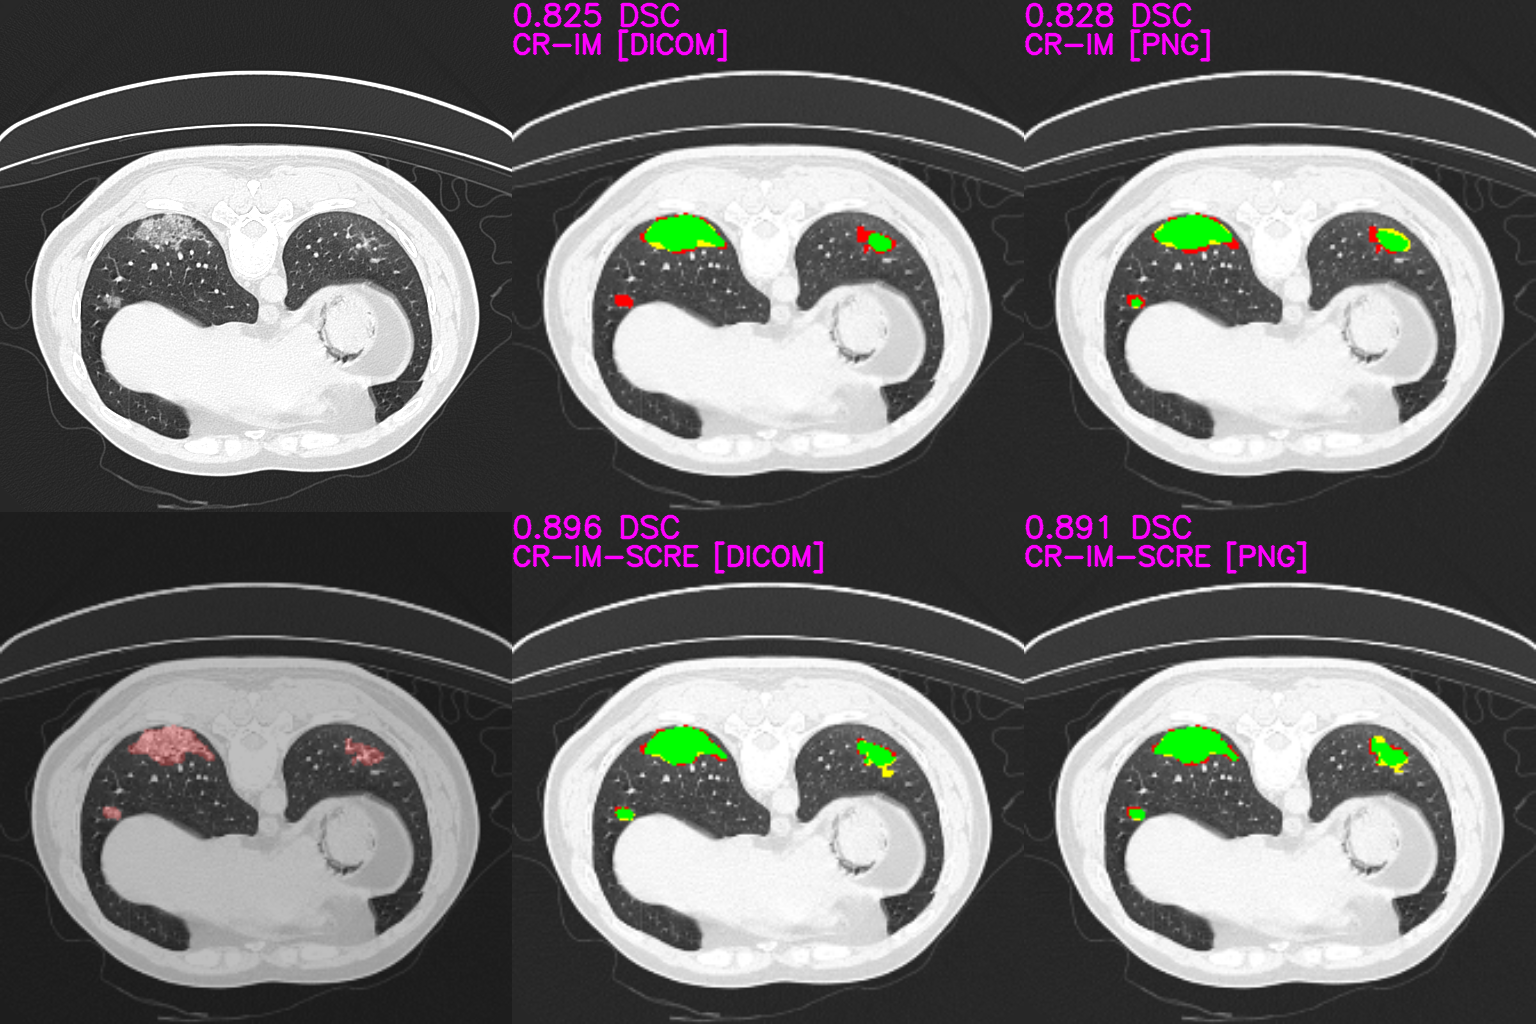 0.825 DSC
CR-IM [DICOM]
0.828 DSC
CR-IM [PNG]
0.896 DSC
CR-IM-SCRE [DICOM]
0.891 DSC
CR-IM-SCRE [PNG]